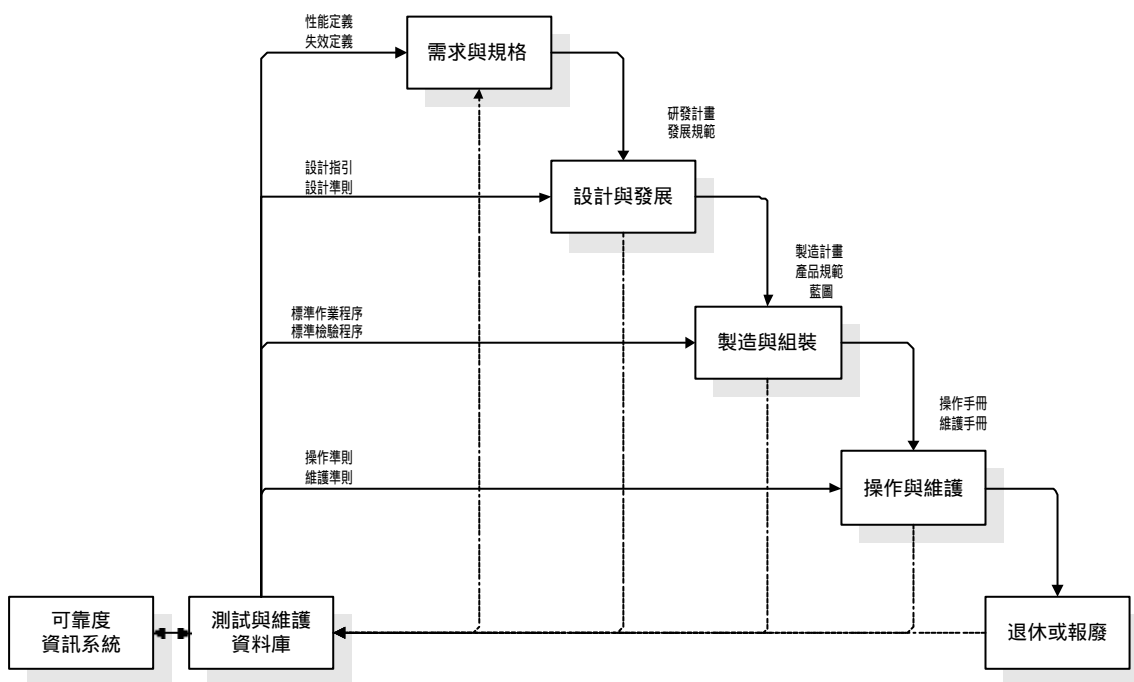 性能定義
失效定義
需求與規格
研發計畫
發展規範
設計指引
設計準則
設計與發展
製造計畫
產品規範
藍圖
標準作業程序
標準檢驗程序
製造與組裝
操作手冊
維護手冊
操作準則
維護準則
操作與維護
可靠度
資訊系統
測試與維護
資料庫
退休或報廢